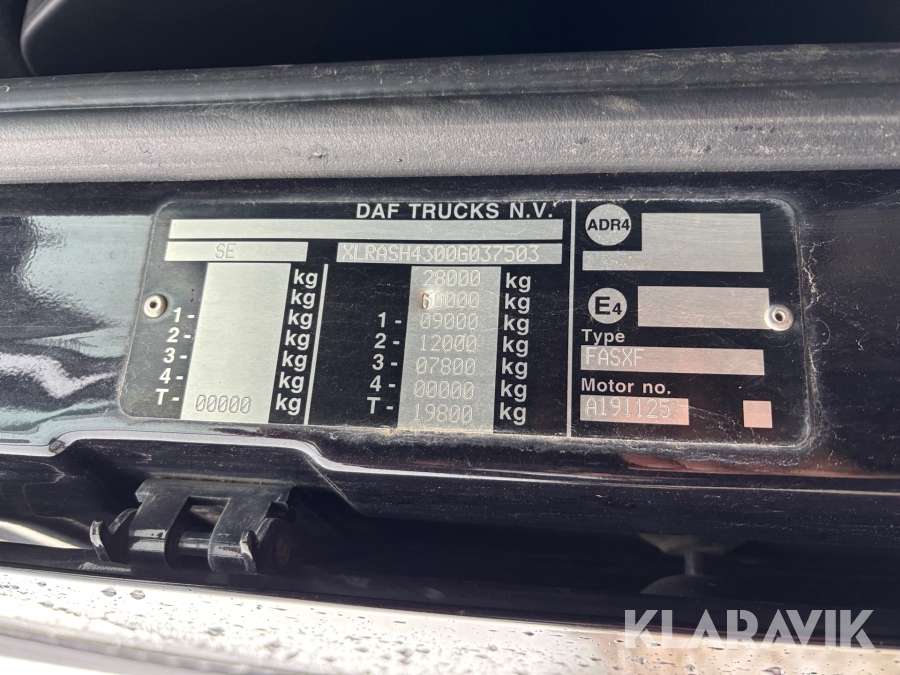 DAF TRUCKS N.V.
SE XLRASH4300G037503
kg 28000 kg
kg kg
1- kg 1- 09000 kg
2- kg 2- 12000 kg
3- kg 3- 07800 kg
4- kg 4- 00000 kg
T- 00000 kg T- 19800 kg
ADR4
E4
Type
FASXF
Motor no.
A191125
KLARAVIK